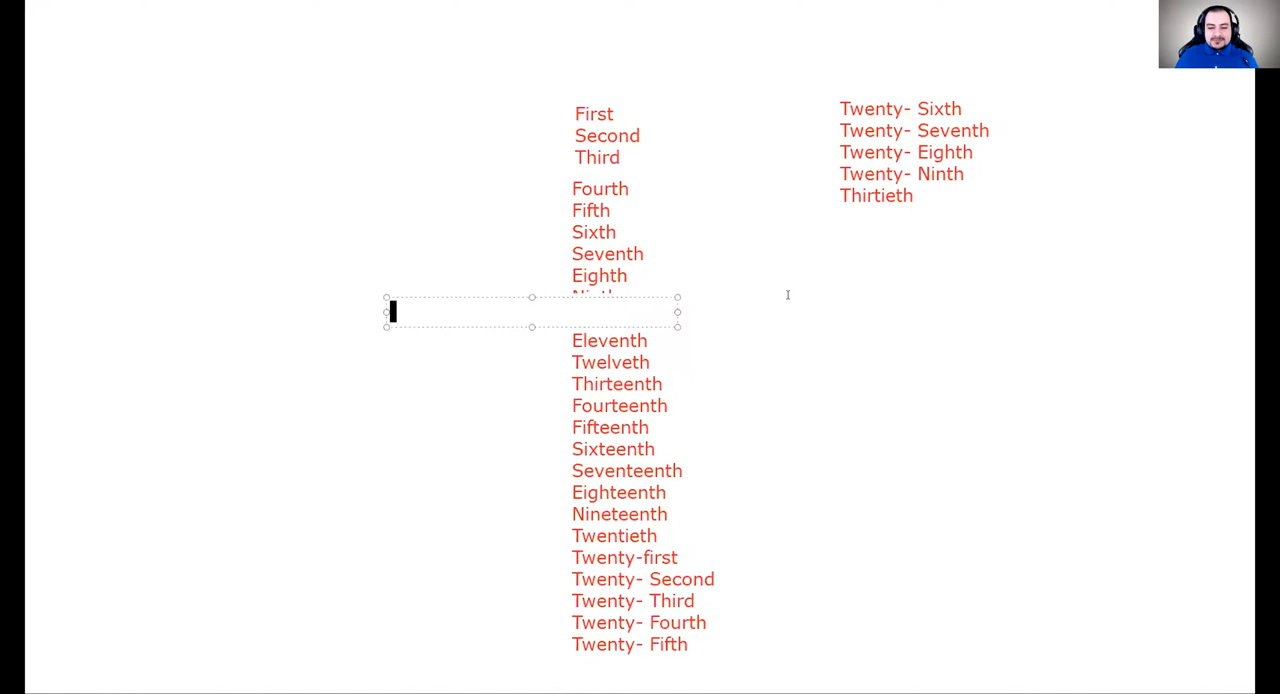 First
Second
Third
Fourth
Fifth
Sixth
Seventh
Eighth
Eleventh
Twelveth
Thirteenth
Fourteenth
Fifteenth
Sixteenth
Seventeenth
Eighteenth
Nineteenth
Twentieth
Twenty-first
Twenty- Second
Twenty- Third
Twenty- Fourth
Twenty- Fifth
Twenty- Sixth
Twenty- Seventh
Twenty- Eighth
Twenty- Ninth
Thirtieth